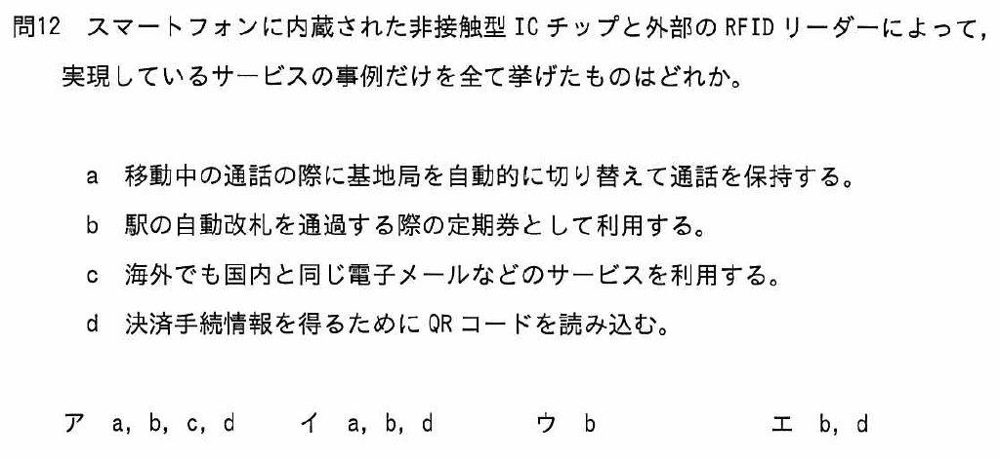 問12 スマートフォンに内蔵された非接触型 IC チップと外部の RFID リーダーによって，
実現しているサービスの事例だけを全て挙げたものはどれか。
a 移動中の通話の際に基地局を自動的に切り替えて通話を保持する。
b 駅の自動改札を通過する際の定期券として利用する。
c 海外でも国内と同じ電子メールなどのサービスを利用する。
d 決済手続情報を得るために QR コードを読み込む。
ア a，b，c，d イ a，b，d ウ b エ b，d